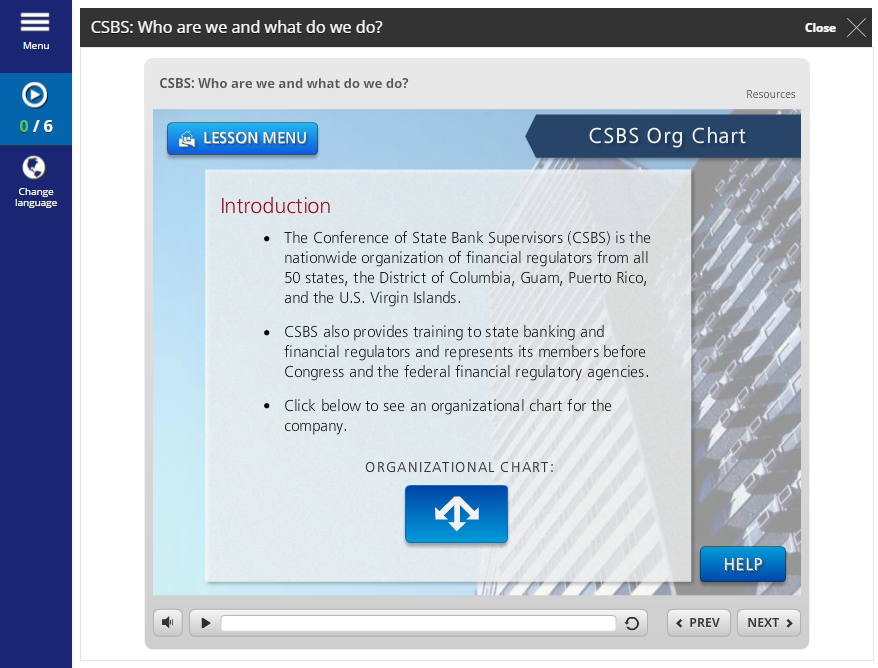 Menu
0 / 6
Change
language
CSBS: Who are we and what do we do?
Close
CSBS: Who are we and what do we do?
Resources
LESSON MENU
CSBS Org Chart
Introduction
• The Conference of State Bank Supervisors (CSBS) is the
nationwide organization of financial regulators from all
50 states, the District of Columbia, Guam, Puerto Rico,
and the U.S. Virgin Islands.
• CSBS also provides training to state banking and
financial regulators and represents its members before
Congress and the federal financial regulatory agencies.
• Click below to see an organizational chart for the
company.
ORGANIZATIONAL CHART:
HELP
PREV
NEXT